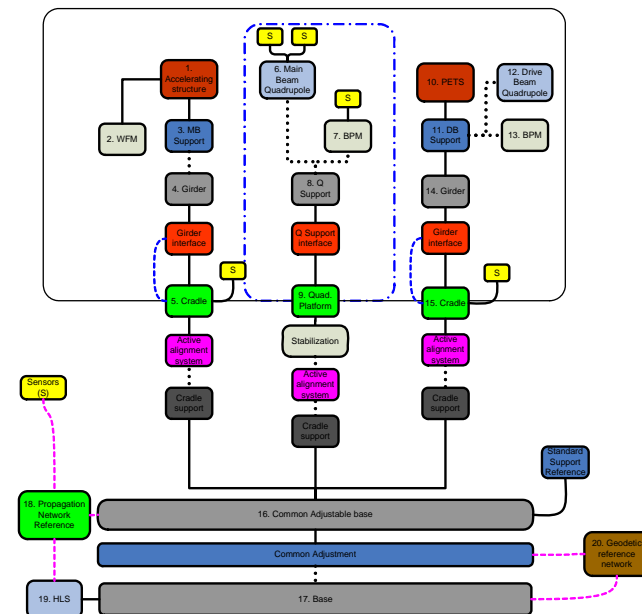 S
S
1.
Accelerating
structure
6. Main
Beam
Quadrupole
10. PETS
12. Drive
Beam
Quadrupole
S
2. WFM
3. MB
Support
7. BPM
11. DB
Support
13. BPM
4. Girder
8. Q
Support
14. Girder
Girder
interface
Q Support
interface
Girder
interface
S
S
5. Cradle
9. Quad.
Platform
15. Cradle
Active
alignment
system
Stabilization
Active
alignment
system
Sensors
(S)
Cradle
support
Active
alignment
system
Cradle
support
Cradle
support
Standard
Support
Reference
18. Propagation
Network
Reference
16. Common Adjustable base
Common Adjustment
20. Geodetic
reference
network
19. HLS
17. Base